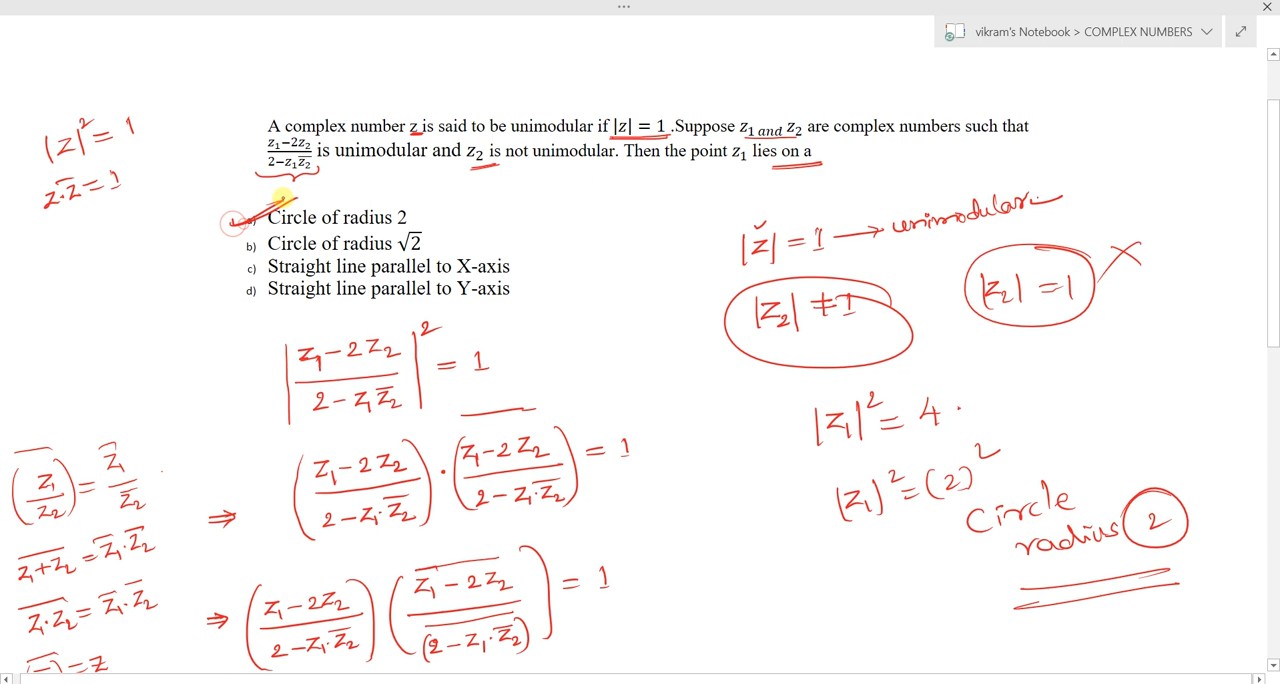 vikram's Notebook > COMPLEX NUMBERS
A complex number z is said to be unimodular if |z| = 1 .Suppose z₁ and z₂ are complex numbers such that
(z₁−2z₂)/(2−z₁z̅₂) is unimodular and z₂ is not unimodular. Then the point z₁ lies on a
Circle of radius 2
b) Circle of radius √2
c) Straight line parallel to X-axis
d) Straight line parallel to Y-axis
|z|² = 1
z·z̅ = 1
|z| = 1 → unimodular
|z₂| ≠ 1
|z₂| = 1 ×
|(z₁−2z₂)/(2−z₁z̅₂)|² = 1
|z₁|² = 4
|z₁|² = (2)²
Circle
radius 2
⇒ ((z₁−2z₂)/(2−z₁·z̅₂)) · (z₁−2z₂)/(2−z₁·z̅₂) = 1
⇒ ((z₁−2z₂)/(2−z₁·z̅₂)) (z₁−2z₂/(2−z₁·z̅₂)) = 1
(z₁/z₂) = z̅₁/z̅₂
z₁+z₂ = z̅₁·z̅₂
z₁·z₂ = z̅₁·z̅₂
= z